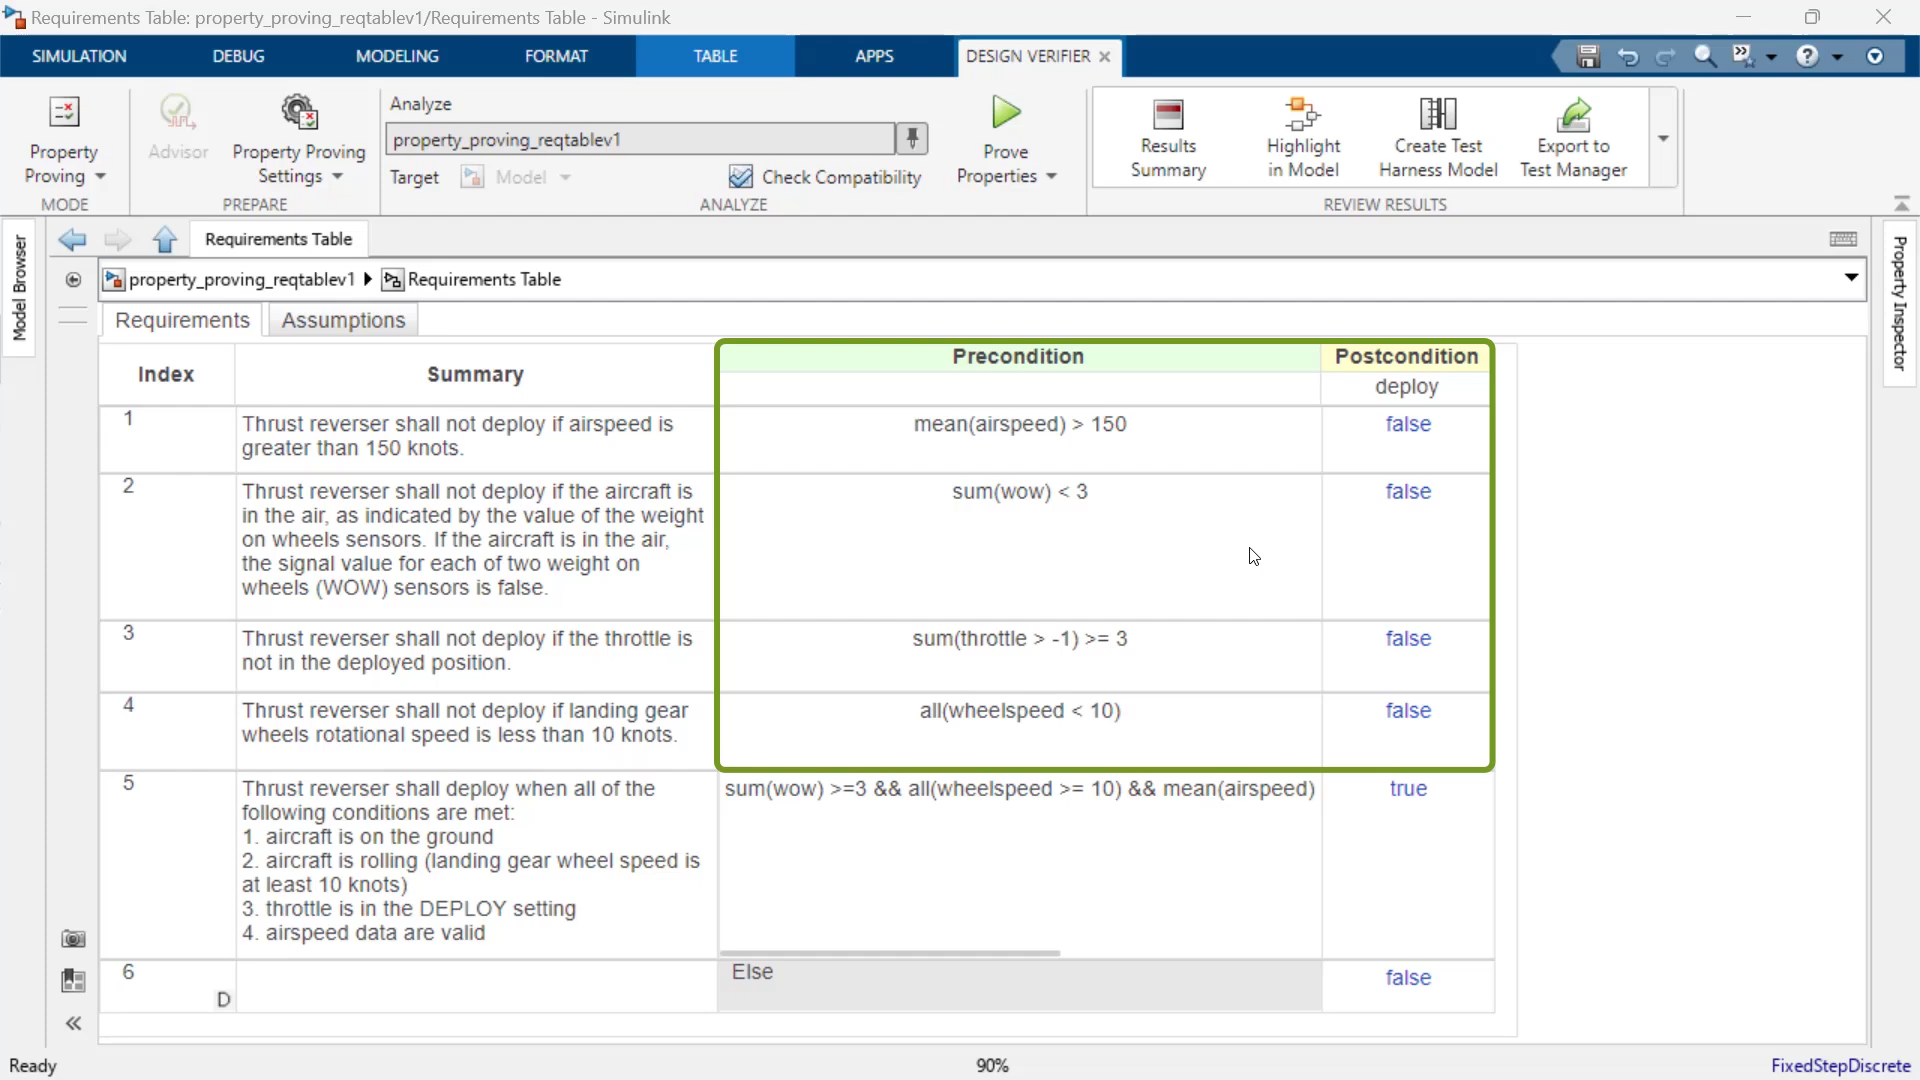 Requirements Table: property_proving_reqtablev1/Requirements Table - Simulink
SIMULATION
DEBUG
MODELING
FORMAT
TABLE
APPS
DESIGN VERIFIER
Property
Proving
MODE
Advisor
Property Proving
Settings
PREPARE
Analyze
property_proving_reqtablev1
Target
Model
Check Compatibility
ANALYZE
Prove
Properties
Results
Summary
Highlight
in Model
Create Test
Harness Model
Export to
Test Manager
REVIEW RESULTS
Model Browser
Requirements Table
property_proving_reqtablev1
Requirements Table
Property Inspector
Requirements
Assumptions
Index
Summary
Precondition
Postcondition
deploy
1
Thrust reverser shall not deploy if airspeed is
greater than 150 knots.
mean(airspeed) > 150
false
2
Thrust reverser shall not deploy if the aircraft is
in the air, as indicated by the value of the weight
on wheels sensors. If the aircraft is in the air,
the signal value for each of two weight on
wheels (WOW) sensors is false.
sum(wow) < 3
false
3
Thrust reverser shall not deploy if the throttle is
not in the deployed position.
sum(throttle > -1) >= 3
false
4
Thrust reverser shall not deploy if landing gear
wheels rotational speed is less than 10 knots.
all(wheelspeed < 10)
false
5
Thrust reverser shall deploy when all of the
following conditions are met:
1. aircraft is on the ground
2. aircraft is rolling (landing gear wheel speed is
at least 10 knots)
3. throttle is in the DEPLOY setting
4. airspeed data are valid
sum(wow) >=3 && all(wheelspeed >= 10) && mean(airspeed)
true
6
D
Else
false
Ready
90%
FixedStepDiscrete